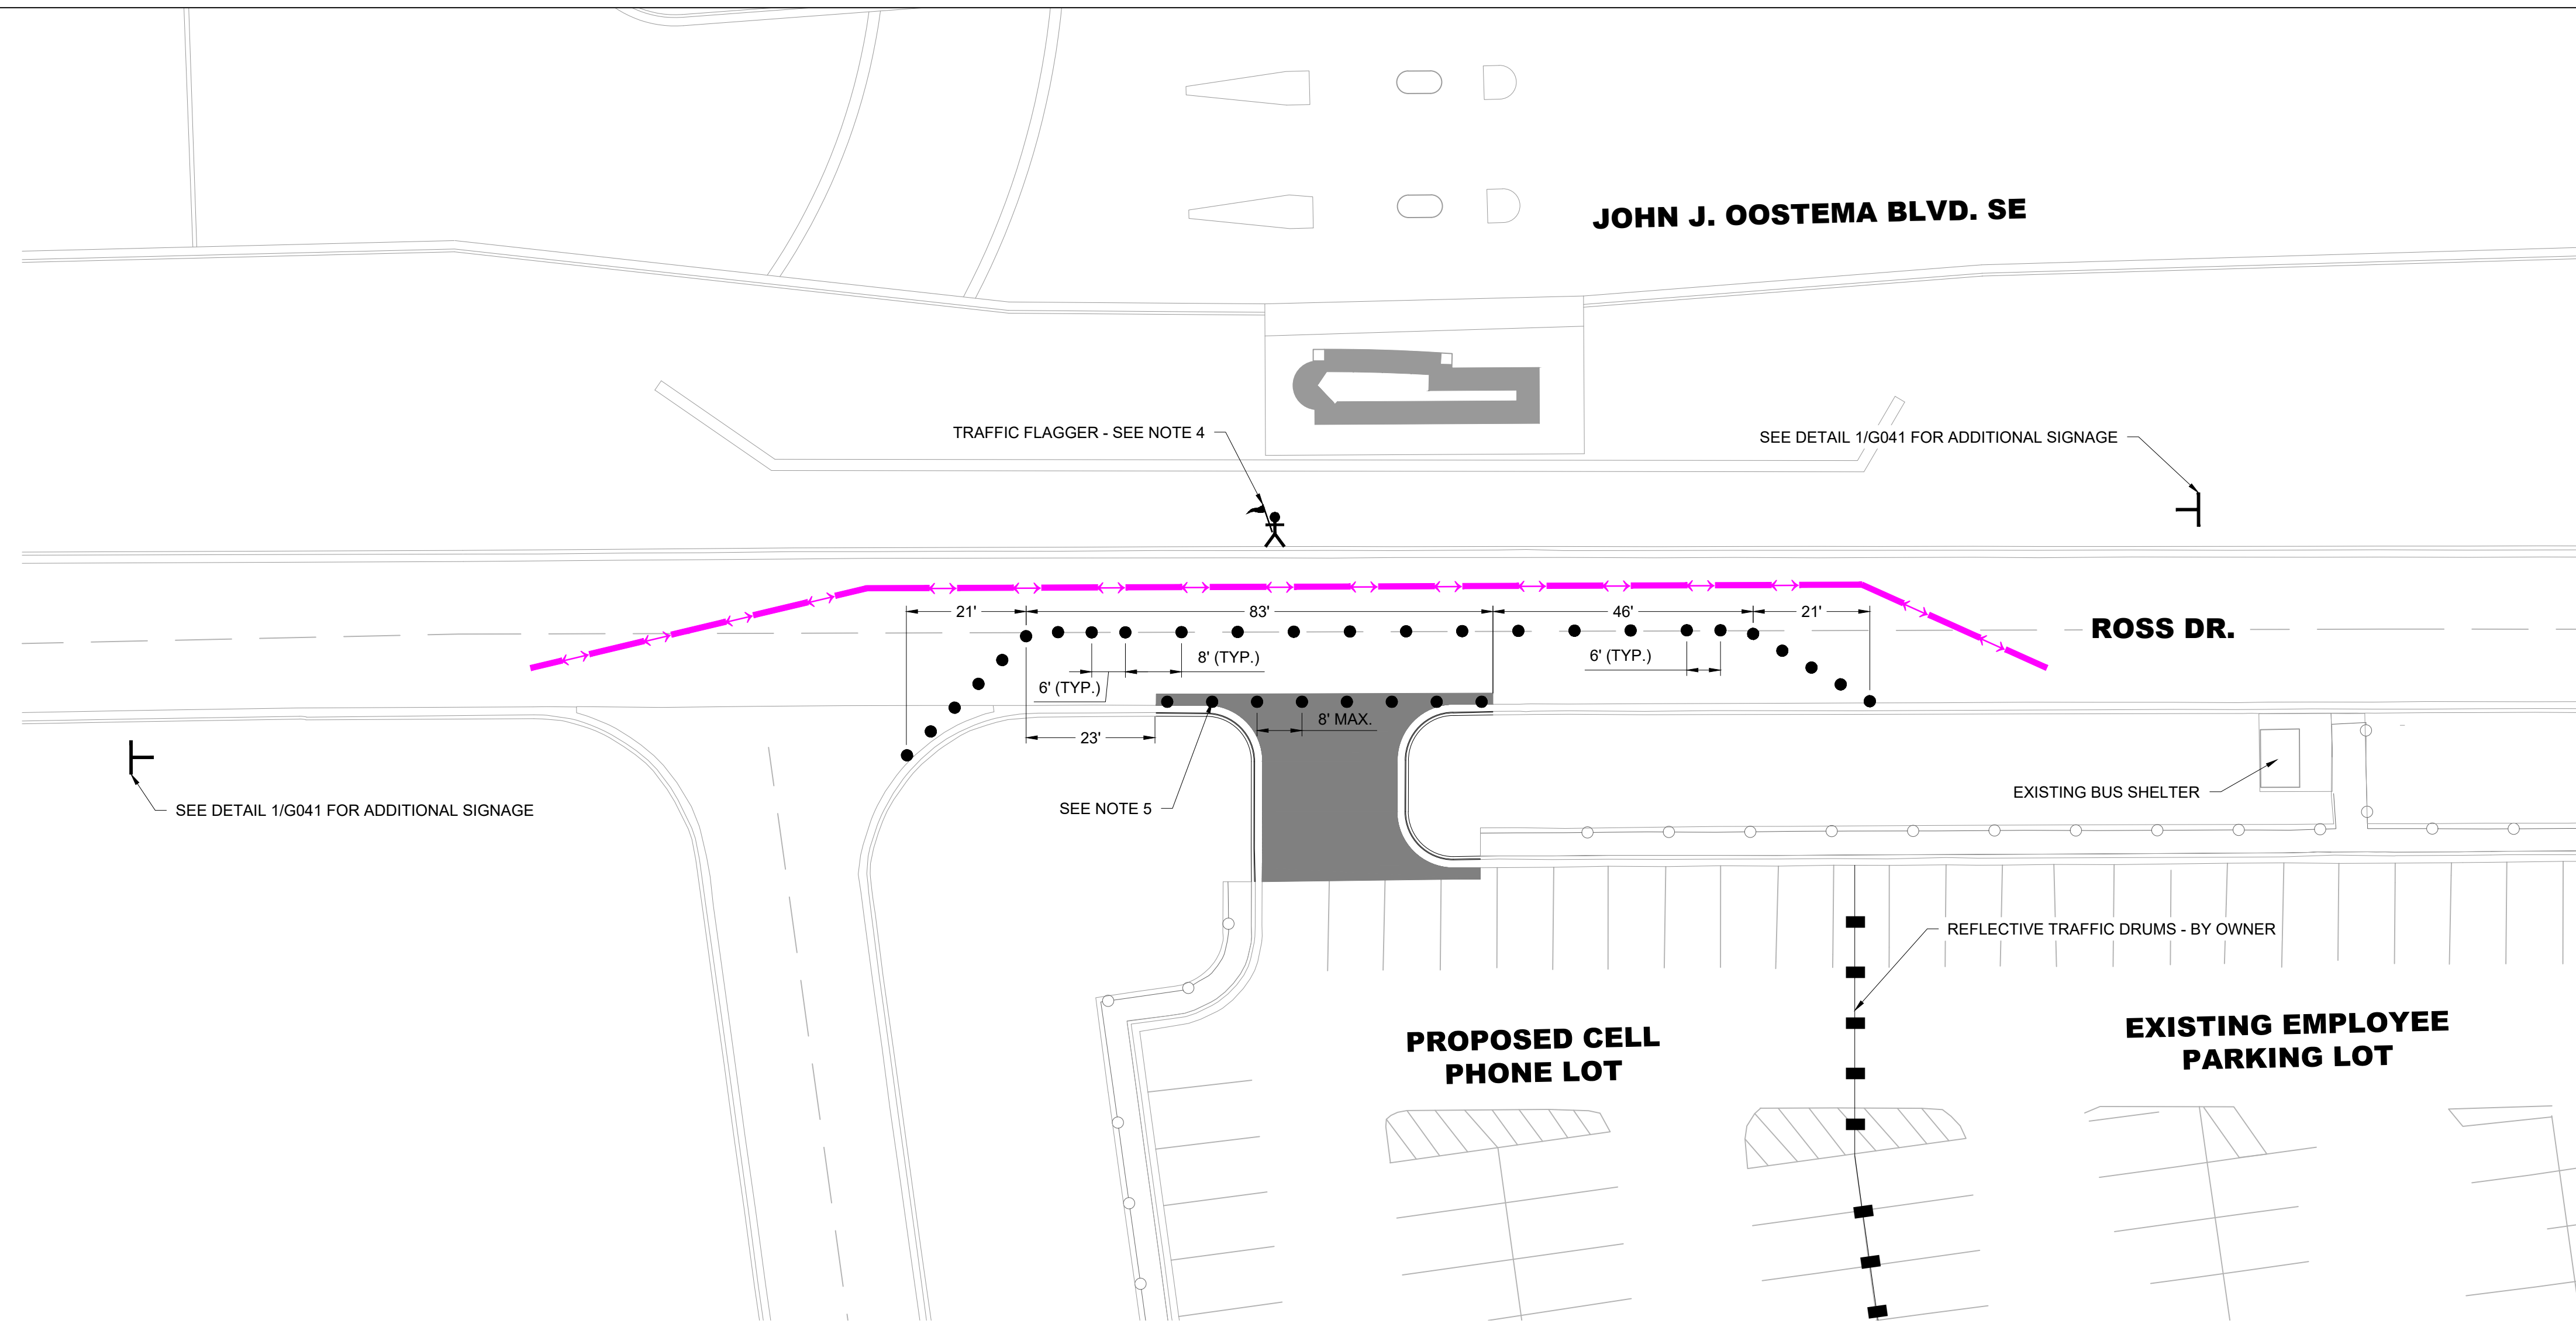 JOHN J. OOSTEMA BLVD. SE
TRAFFIC FLAGGER - SEE NOTE 4
SEE DETAIL 1/G041 FOR ADDITIONAL SIGNAGE
21'
83'
46'
21'
ROSS DR.
8' (TYP.)
6' (TYP.)
6' (TYP.)
8' MAX.
23'
SEE DETAIL 1/G041 FOR ADDITIONAL SIGNAGE
SEE NOTE 5
EXISTING BUS SHELTER
REFLECTIVE TRAFFIC DRUMS - BY OWNER
PROPOSED CELL
PHONE LOT
EXISTING EMPLOYEE
PARKING LOT